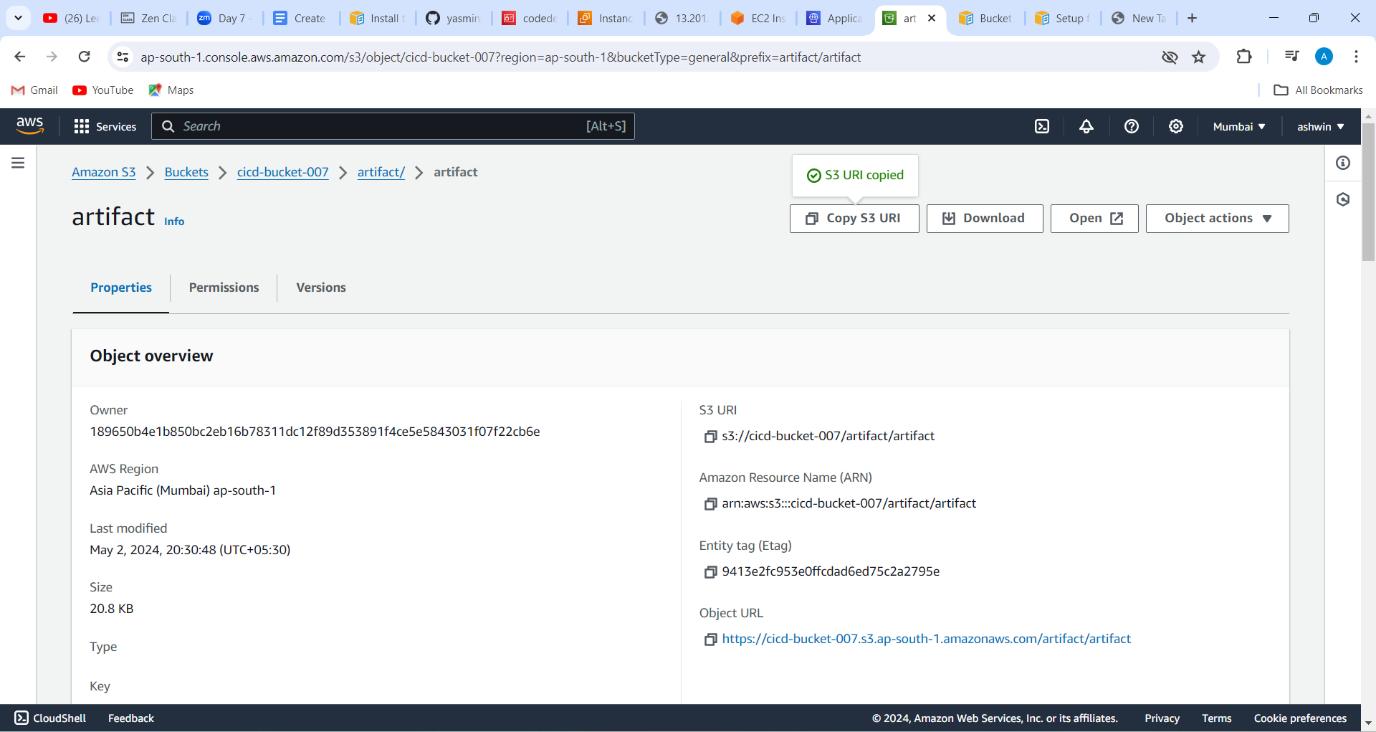 (26) Le
Zen Cla
Day 7 -
Create
Install t
yasmin
codede
Instanc
13.201.
EC2 Ins
Applica
art
Bucket
Setup f
New Ta
ap-south-1.console.aws.amazon.com/s3/object/cicd-bucket-007?region=ap-south-1&bucketType=general&prefix=artifact/artifact
A
Gmail
YouTube
Maps
All Bookmarks
aws
Services
Search
[Alt+S]
Mumbai
ashwin
Amazon S3
Buckets
cicd-bucket-007
artifact/
artifact
S3 URI copied
artifact Info
Copy S3 URI
Download
Open
Object actions
Properties
Permissions
Versions
Object overview
Owner
189650b4e1b850bc2eb16b78311dc12f89d353891f4ce5e5843031f07f22cb6e
AWS Region
Asia Pacific (Mumbai) ap-south-1
Last modified
May 2, 2024, 20:30:48 (UTC+05:30)
Size
20.8 KB
Type
Key
S3 URI
s3://cicd-bucket-007/artifact/artifact
Amazon Resource Name (ARN)
arn:aws:s3:::cicd-bucket-007/artifact/artifact
Entity tag (Etag)
9413e2fc953e0ffcdad6ed75c2a2795e
Object URL
https://cicd-bucket-007.s3.ap-south-1.amazonaws.com/artifact/artifact
CloudShell
Feedback
© 2024, Amazon Web Services, Inc. or its affiliates.
Privacy
Terms
Cookie preferences